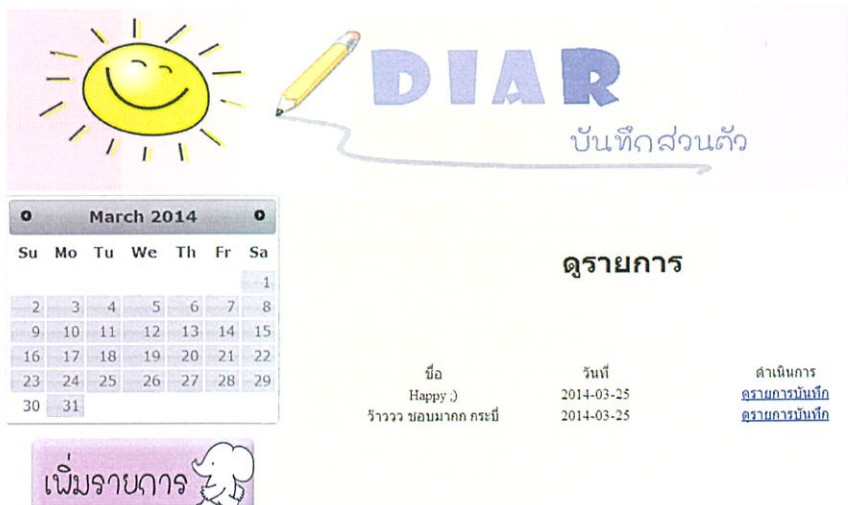 DIAR
บันทึกส่วนตัว
March 2014
Su Mo Tu We Th Fr Sa
1
2 3 4 5 6 7 8
9 10 11 12 13 14 15
16 17 18 19 20 21 22
23 24 25 26 27 28 29
30 31
ดูรายการ
ชื่อ วันที่ ดำเนินการ
Happy ;) 2014-03-25 ดูรายการบันทึก
ว้าววว ชอบมากก กระบี่ 2014-03-25 ดูรายการบันทึก
เพิ่มรายการ